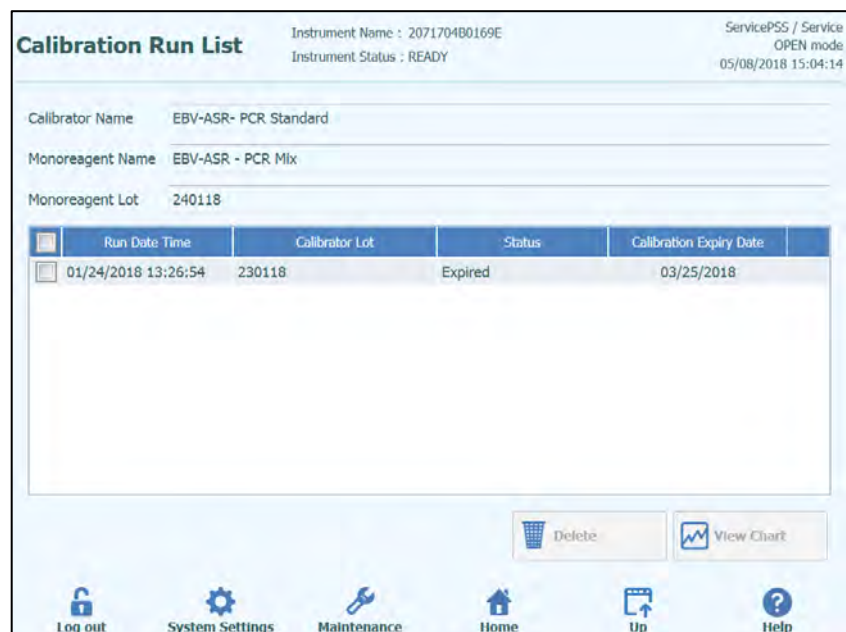 Calibration Run List
Instrument Name : 2071704B0169E
Instrument Status : READY
ServicePSS / Service
OPEN mode
05/08/2018 15:04:14
Calibrator Name EBV-ASR- PCR Standard
Monoreagent Name EBV-ASR - PCR Mix
Monoreagent Lot 240118
Run Date Time Calibrator Lot Status Calibration Expiry Date
01/24/2018 13:26:54 230118 Expired 03/25/2018
Delete View Chart
Log out System Settings Maintenance Home Up Help